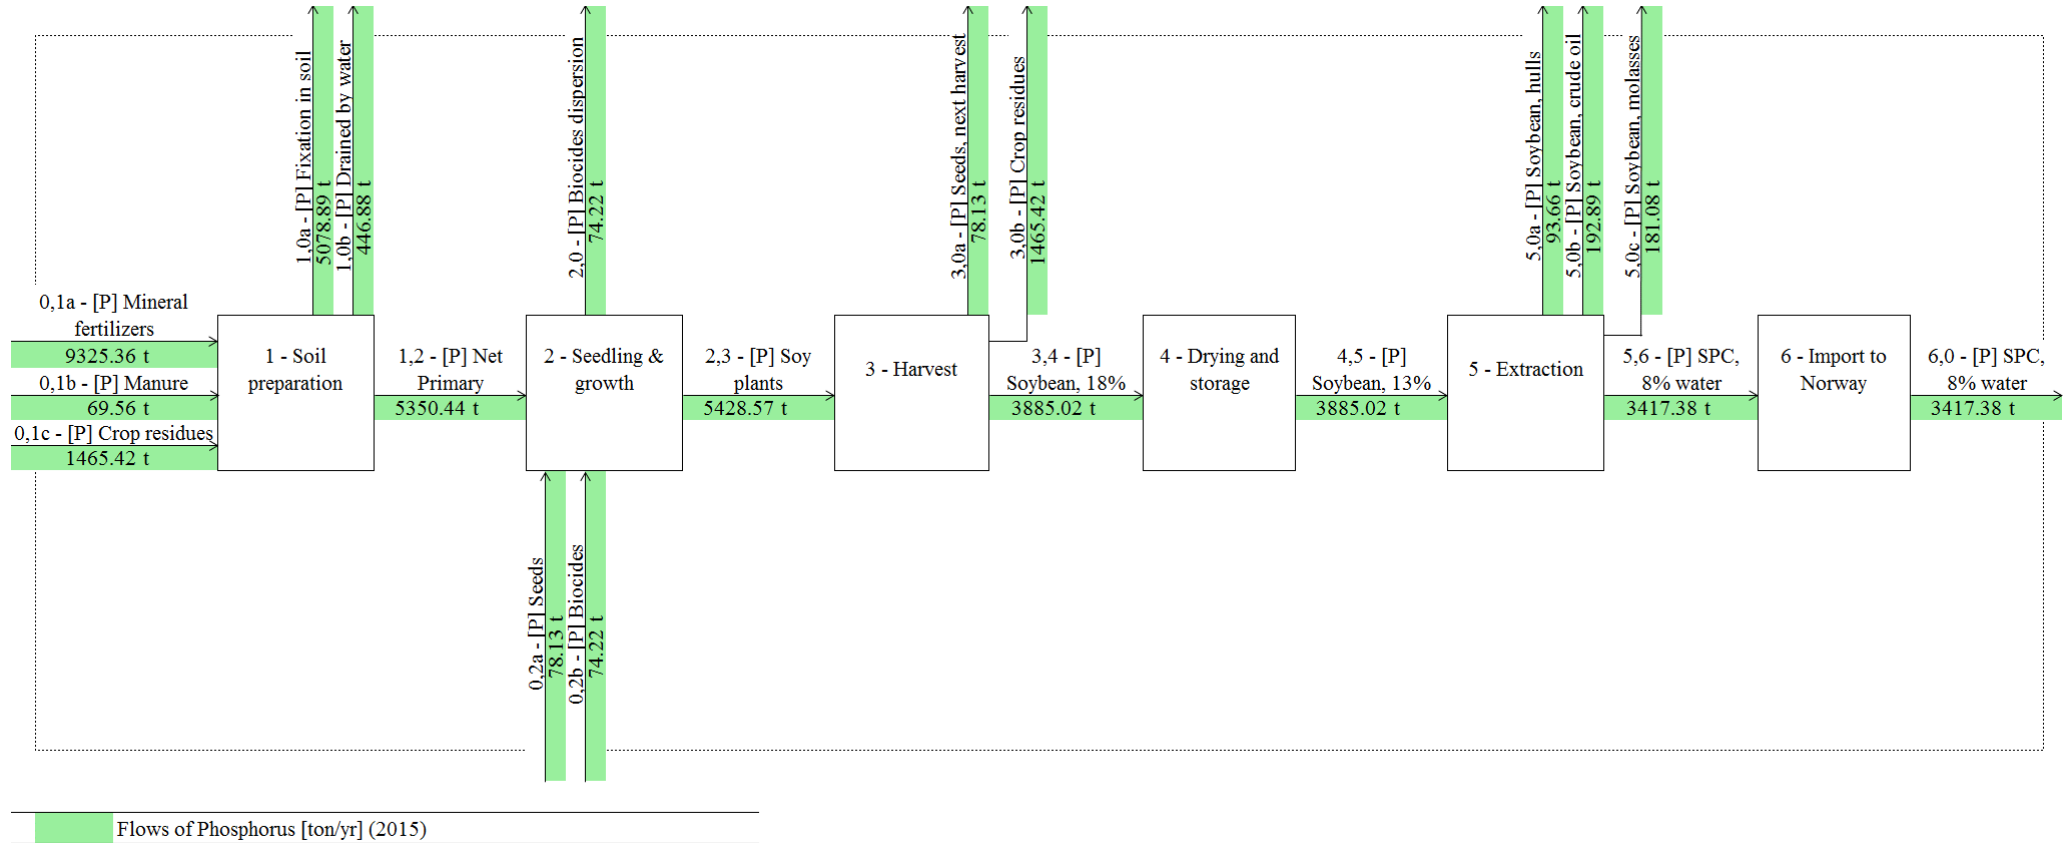 1,0a - [P] Fixation in soil
5078.89 t
1,0b - [P] Drained by water
446.88 t
2,0 - [P] Biocides dispersion
74.22 t
3,0a - [P] Seeds, next harvest
78.13 t
3,0b - [P] Crop residues
1465.42 t
5,0a - [P] Soybean, hulls
93.66 t
5,0b - [P] Soybean, crude oil
192.89 t
5,0c - [P] Soybean, molasses
181.08 t
0,1a - [P] Mineral
fertilizers
9325.36 t
0,1b - [P] Manure
69.56 t
0,1c - [P] Crop residues
1465.42 t
1 - Soil
preparation
1,2 - [P] Net
Primary
5350.44 t
2 - Seedling &
growth
2,3 - [P] Soy
plants
5428.57 t
3 - Harvest
3,4 - [P]
Soybean, 18%
3885.02 t
4 - Drying and
storage
4,5 - [P]
Soybean, 13%
3885.02 t
5 - Extraction
5,6 - [P] SPC,
8% water
3417.38 t
6 - Import to
Norway
6,0 - [P] SPC,
8% water
3417.38 t
0,2a - [P] Seeds
78.13 t
0,2b - [P] Biocides
74.22 t
Flows of Phosphorus [ton/yr] (2015)